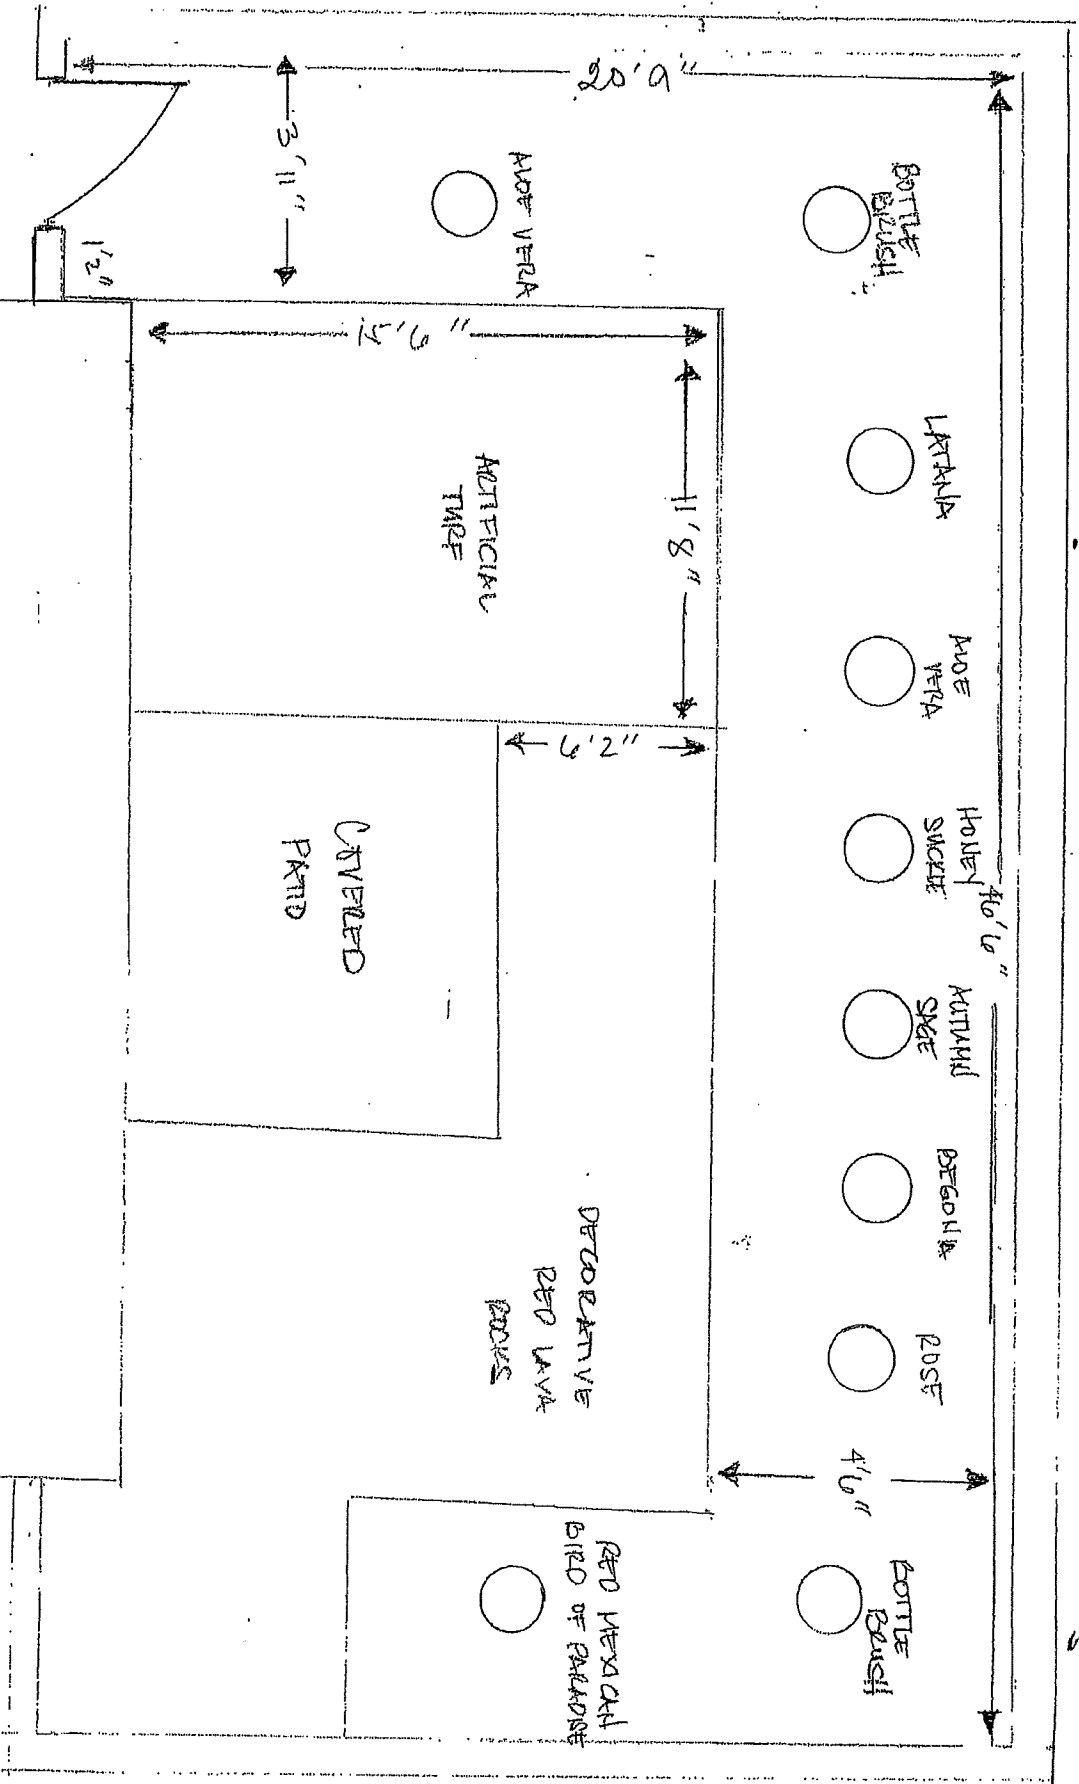 20'9"
3'11"
1'2"
ALOE VERA
BOTTLE
BRUSH
15'6"
11'8"
ARTIFICIAL
TURF
LATANA
ALOE
VERA
6'2"
COVERED
PATIO
HONEY
SUCKLE
46'6"
AUTUMN
SAGE
BEGONIA
DECORATIVE
RED LAVA
ROCKS
ROSE
4'6"
RED MEXICAN
BIRD OF PARADISE
BOTTLE
BRUSH